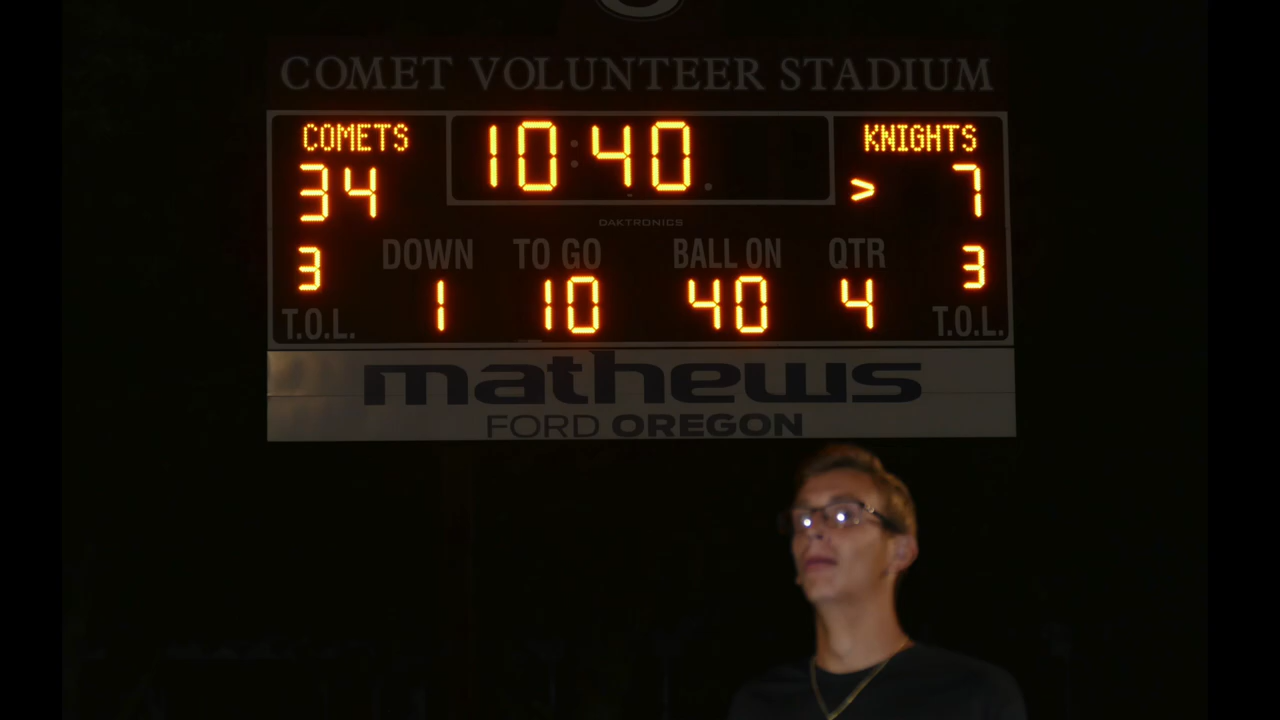 COMET VOLUNTEER STADIUM
COMETS 10:40 KNIGHTS
34 > 7
DAKTRONICS
DOWN TO GO BALL ON QTR
3 1 10 40 4 3
T.O.L. T.O.L.
mathews
FORD OREGON